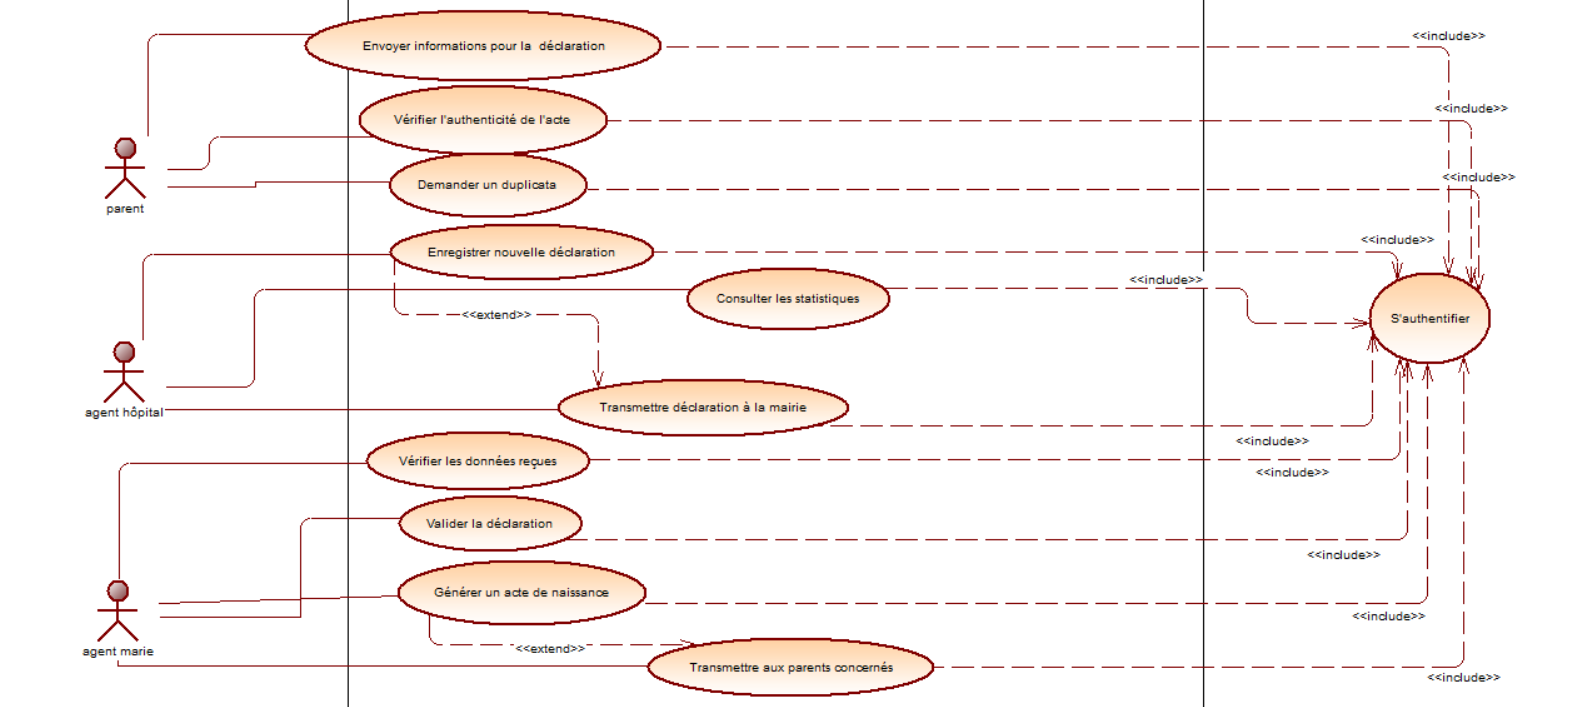 <<include>>
Envoyer informations pour la déclaration
<<include>>
Vérifier l'authenticité de l'acte
<<include>>
Demander un duplicata
parent
<<include>>
Enregistrer nouvelle déclaration
<<include>>
Consulter les statistiques
<<extend>>
S'authentifier
agent hôpital
Transmettre déclaration à la mairie
<<include>>
Vérifier les données reçues
<<include>>
Valider la déclaration
<<include>>
Générer un acte de naissance
<<include>>
agent marie
<<extend>>
Transmettre aux parents concernés
<<include>>